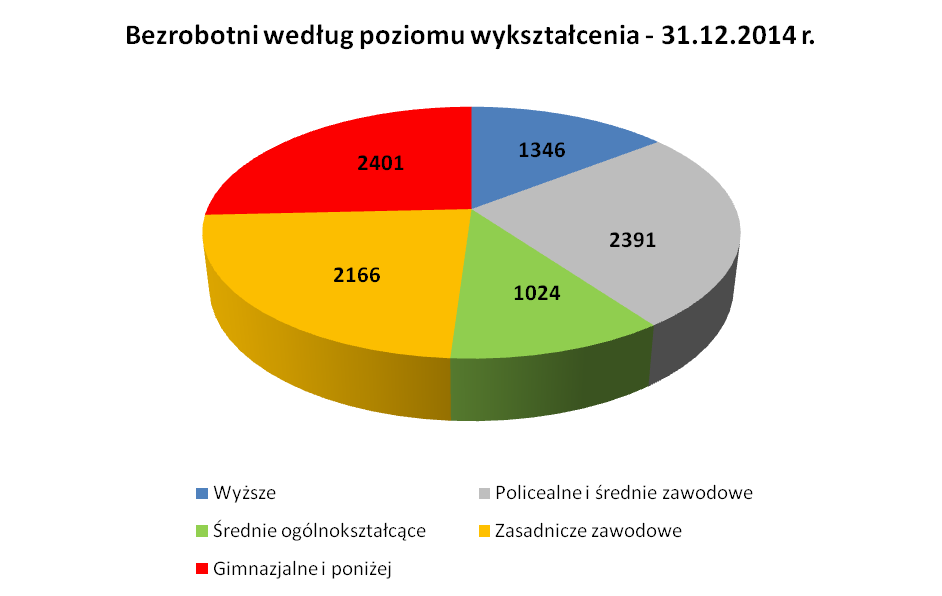 Bezrobotni według poziomu wykształcenia - 31.12.2014 r.
2401
1346
2391
2166
1024
Wyższe
Policealne i średnie zawodowe
Średnie ogólnokształcące
Zasadnicze zawodowe
Gimnazjalne i poniżej